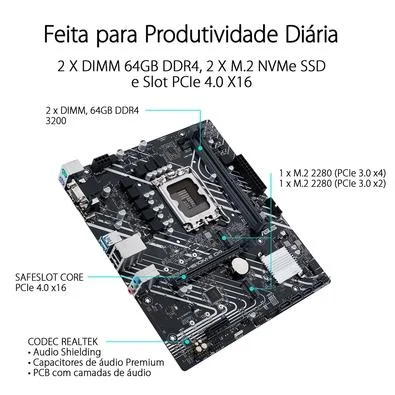 Feita para Produtividade Diária
2 X DIMM 64GB DDR4, 2 X M.2 NVMe SSD
e Slot PCIe 4.0 X16
2 x DIMM, 64GB DDR4
3200
1 x M.2 2280 (PCIe 3.0 x4)
1 x M.2 2280 (PCIe 3.0 x2)
SAFESLOT CORE
PCIe 4.0 x16
CODEC REALTEK
• Audio Shielding
• Capacitores de áudio Premium
• PCB com camadas de áudio